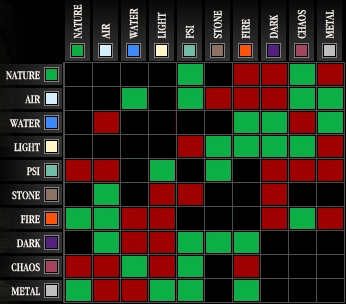 NATURE AIR WATER LIGHT PSI STONE FIRE DARK CHAOS METAL
NATURE
AIR
WATER
LIGHT
PSI
STONE
FIRE
DARK
CHAOS
METAL